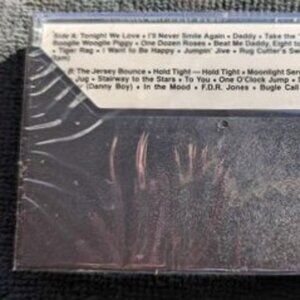 Side A: Tonight We Love • I'll Never Smile Again • Daddy • Take the
Boogie Woogie Piggy • One Dozen Roses • Beat Me Daddy, Eight
• Tiger Rag • I Want to Be Happy • Jumpin' Jive • Rug Cutter's
B: The Jersey Bounce • Hold Tight — Hold Tight • Moonlight
Jug • Stairway to the Stars • To You • One O'Clock Jump •
(Danny Boy) • In the Mood • F.D.R. Jones • Bugle Call